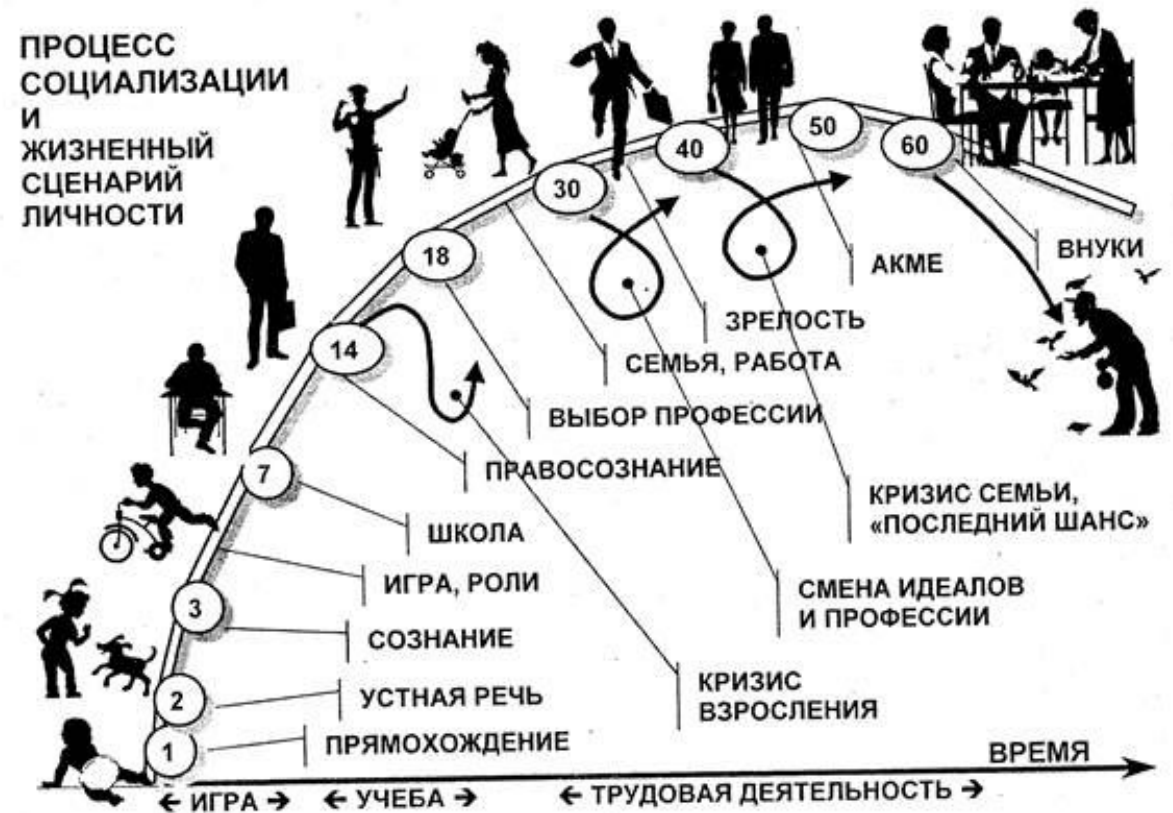 ПРОЦЕСС
СОЦИАЛИЗАЦИИ
И
ЖИЗНЕННЫЙ
СЦЕНАРИЙ
ЛИЧНОСТИ
50
40
60
30
18
14
7
3
2
1
ВНУКИ
АКМЕ
ЗРЕЛОСТЬ
СЕМЬЯ, РАБОТА
ВЫБОР ПРОФЕССИИ
ПРАВОСОЗНАНИЕ
ШКОЛА
ИГРА, РОЛИ
СОЗНАНИЕ
УСТНАЯ РЕЧЬ
ПРЯМОХОЖДЕНИЕ
КРИЗИС СЕМЬИ,
«ПОСЛЕДНИЙ ШАНС»
СМЕНА ИДЕАЛОВ
И ПРОФЕССИИ
КРИЗИС
ВЗРОСЛЕНИЯ
ВРЕМЯ
← ИГРА → ← УЧЕБА → ← ТРУДОВАЯ ДЕЯТЕЛЬНОСТЬ →